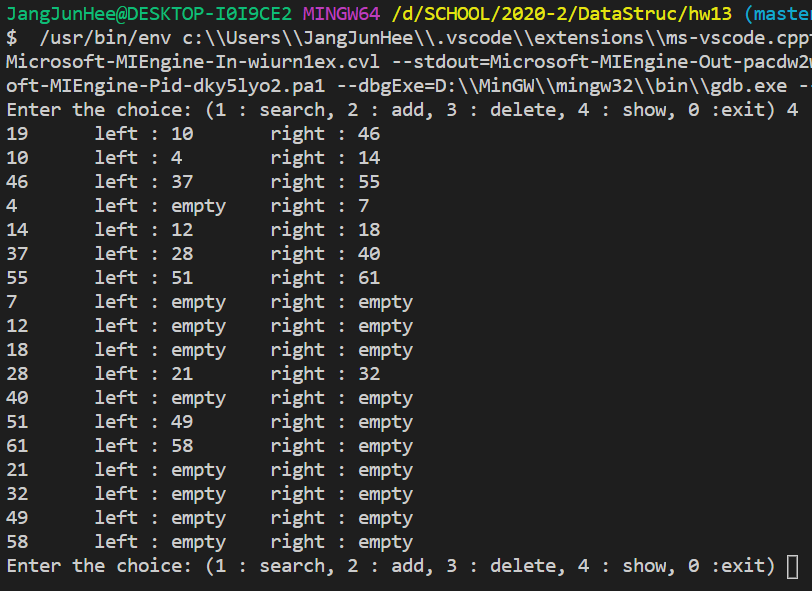 JangJunHee@DESKTOP-I0I9CE2 MINGW64 /d/SCHOOL/2020-2/DataStruc/hw13 (master
$  /usr/bin/env c:\\Users\\JangJunHee\\.vscode\\extensions\\ms-vscode.cppt
Microsoft-MIEngine-In-wiurn1ex.cvl --stdout=Microsoft-MIEngine-Out-pacdw2w
oft-MIEngine-Pid-dky5lyo2.pa1 --dbgExe=D:\\MinGW\\mingw32\\bin\\gdb.exe --
Enter the choice: (1 : search, 2 : add, 3 : delete, 4 : show, 0 :exit) 4
19 left : 10 right : 46
10 left : 4 right : 14
46 left : 37 right : 55
4 left : empty right : 7
14 left : 12 right : 18
37 left : 28 right : 40
55 left : 51 right : 61
7 left : empty right : empty
12 left : empty right : empty
18 left : empty right : empty
28 left : 21 right : 32
40 left : empty right : empty
51 left : 49 right : empty
61 left : 58 right : empty
21 left : empty right : empty
32 left : empty right : empty
49 left : empty right : empty
58 left : empty right : empty
Enter the choice: (1 : search, 2 : add, 3 : delete, 4 : show, 0 :exit)